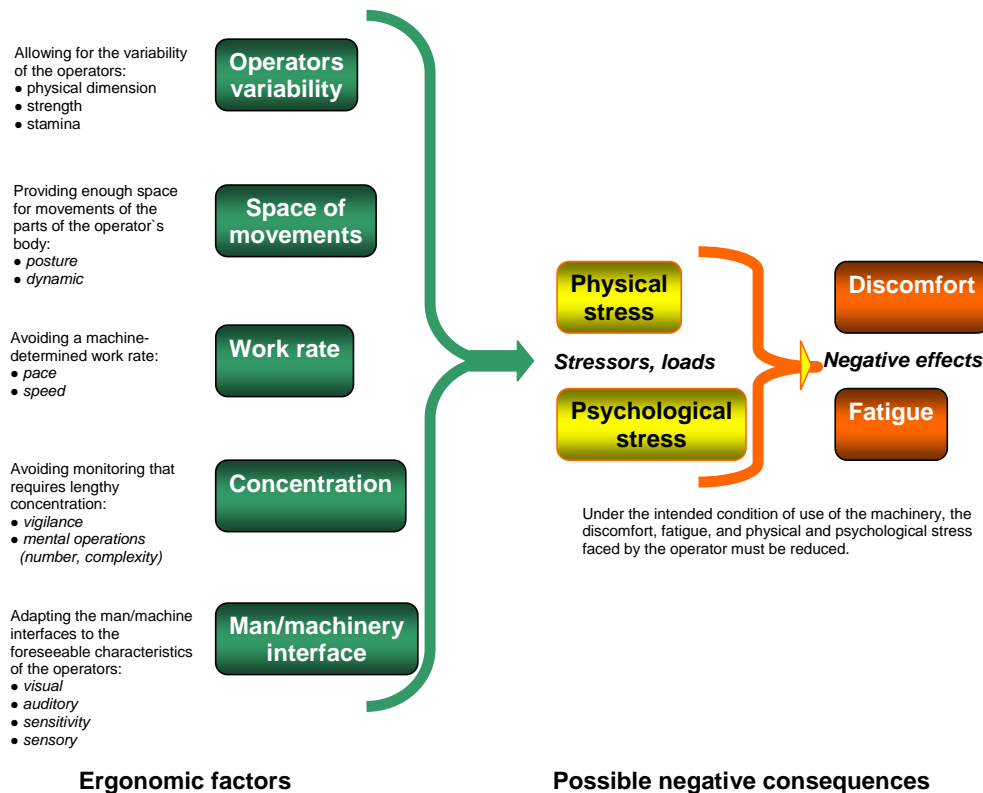 Allowing for the variability
of the operators:
● physical dimension
● strength
● stamina
Operators
variability
Providing enough space
for movements of the
parts of the operator`s
body:
● posture
● dynamic
Space of
movements
Avoiding a machine-
determined work rate:
● pace
● speed
Work rate
Avoiding monitoring that
requires lengthy
concentration:
● vigilance
● mental operations
(number, complexity)
Concentration
Adapting the man/machine
interfaces to the
foreseeable characteristics
of the operators:
● visual
● auditory
● sensitivity
● sensory
Man/machinery
interface
Physical
stress
Stressors, loads
Psychological
stress
Discomfort
Negative effects
Fatigue
Under the intended condition of use of the machinery, the
discomfort, fatigue, and physical and psychological stress
faced by the operator must be reduced.
Ergonomic factors
Possible negative consequences